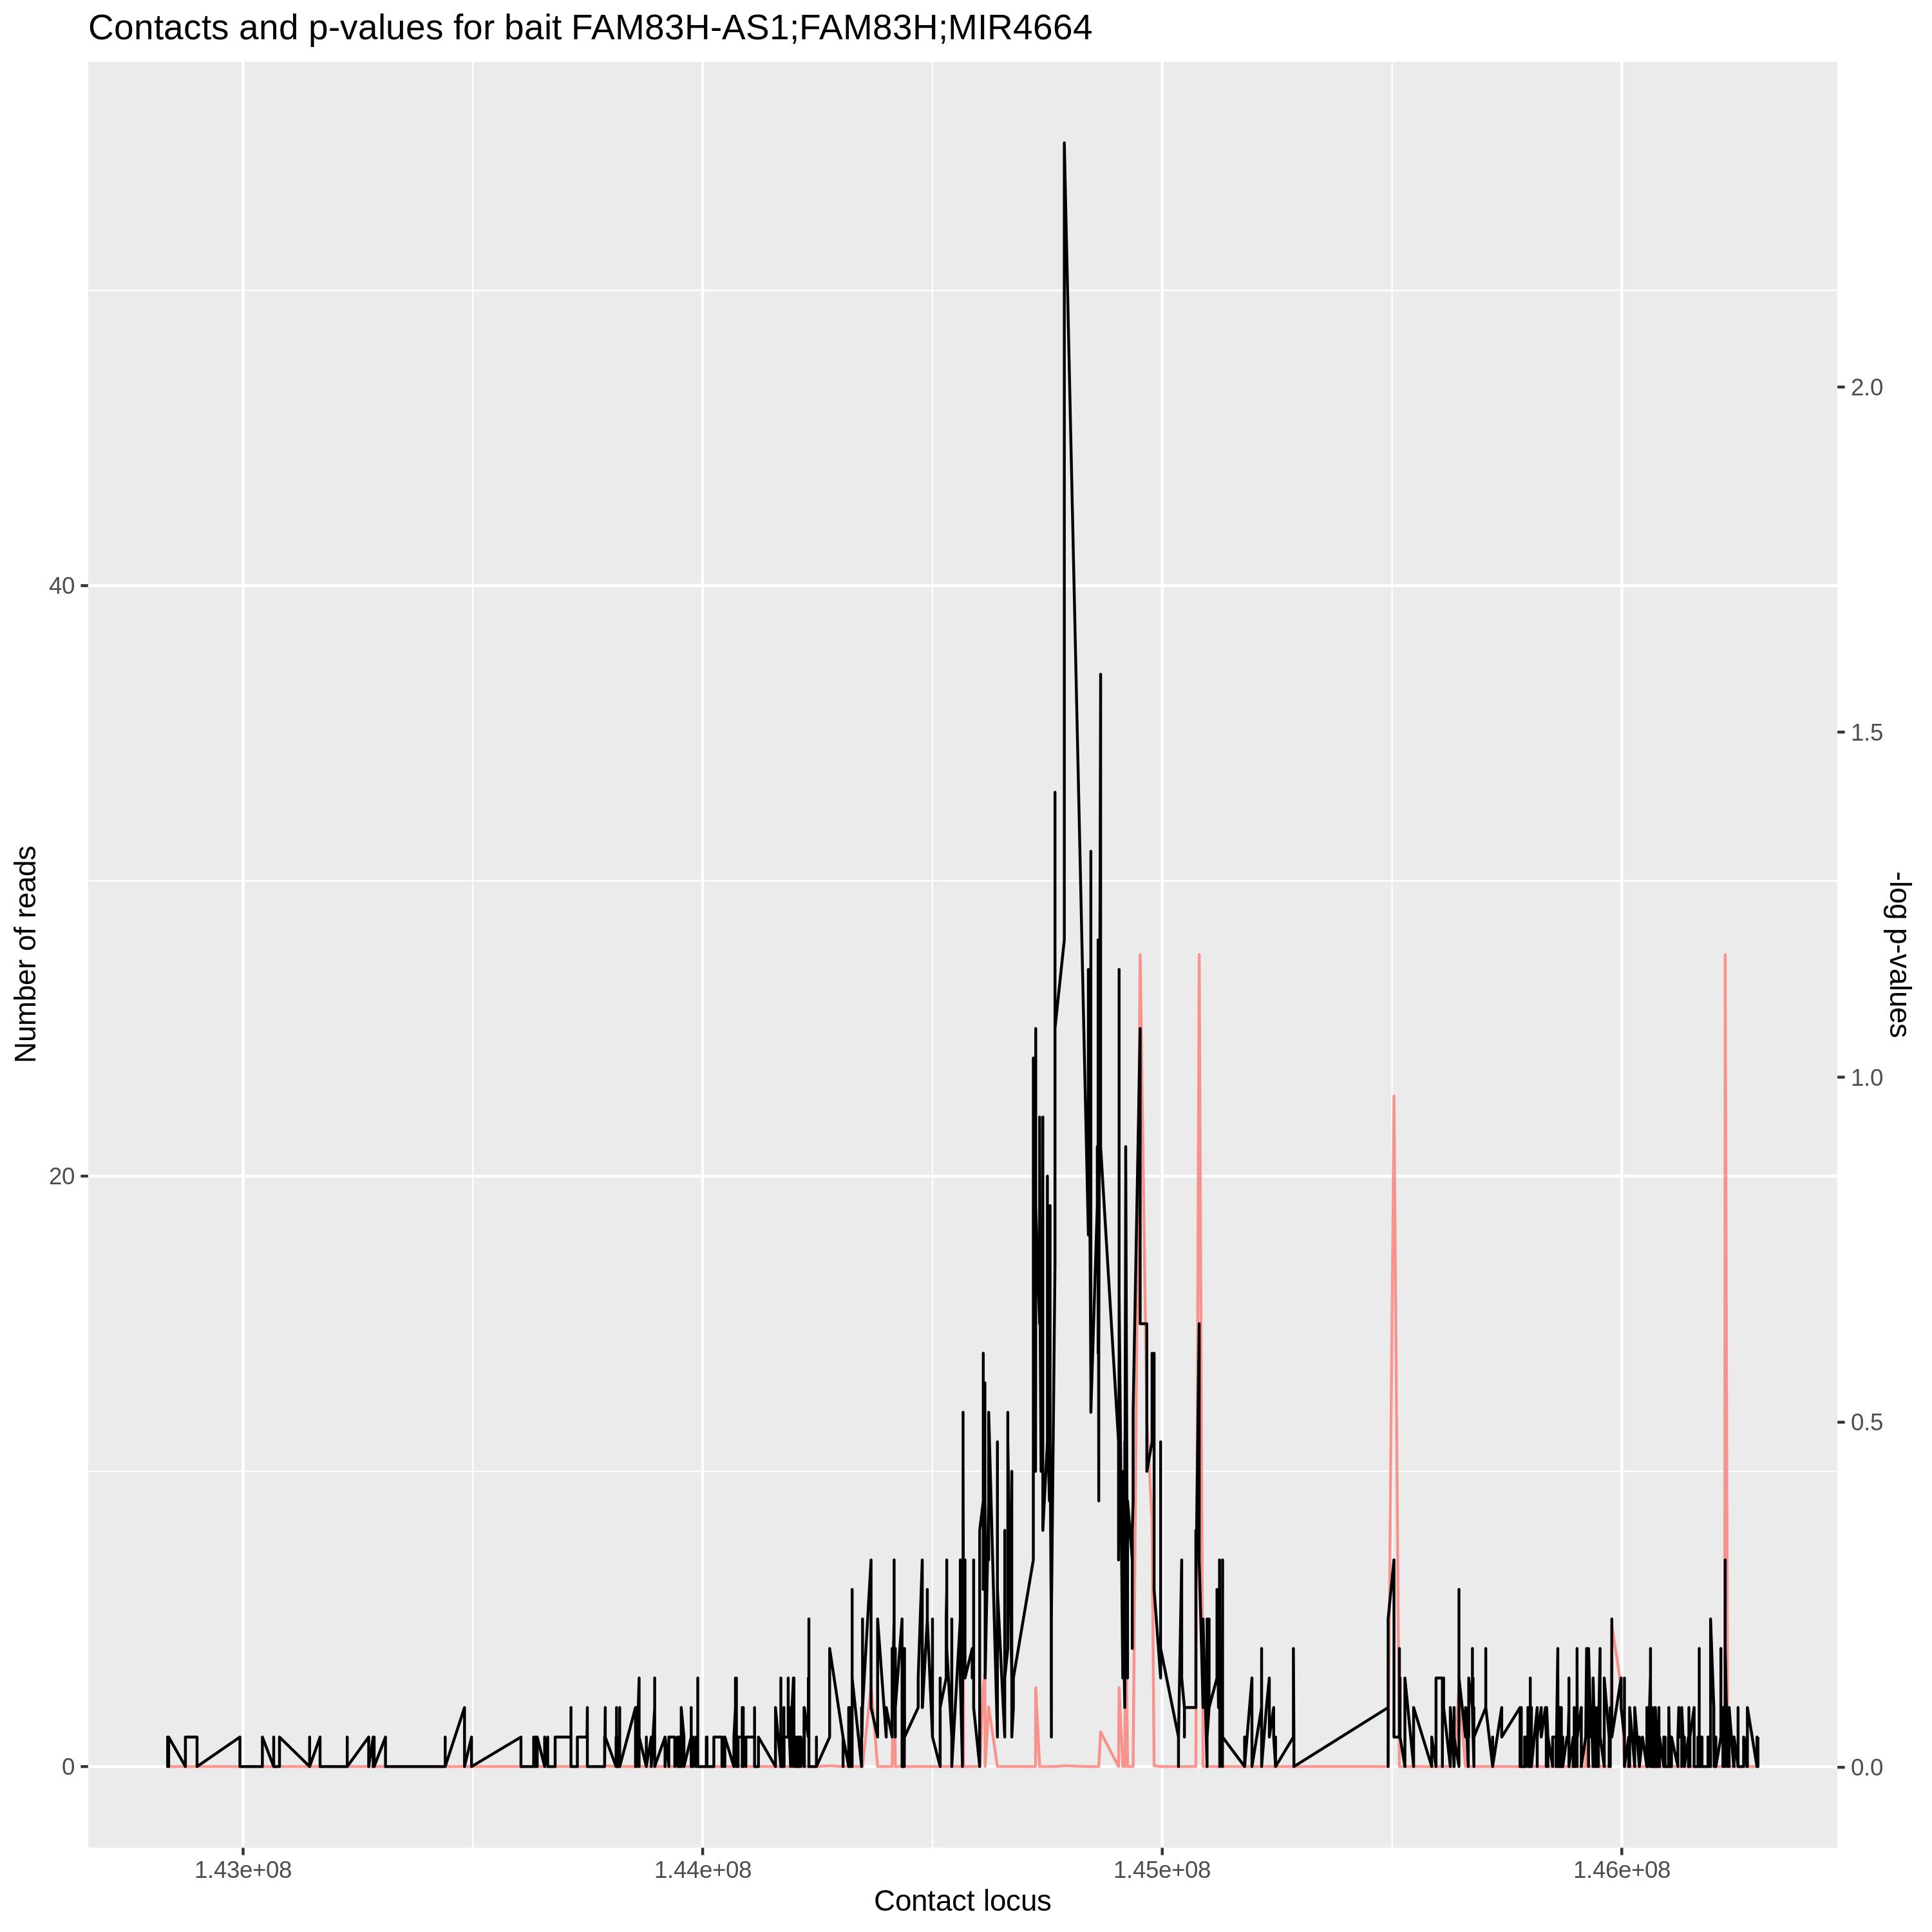 Contacts and p-values for bait FAM83H-AS1;FAM83H;MIR4664
Number of reads
40
20
0
2.0
1.5
1.0
0.5
0.0
-log p-values
1.43e+08 1.44e+08 1.45e+08 1.46e+08
Contact locus